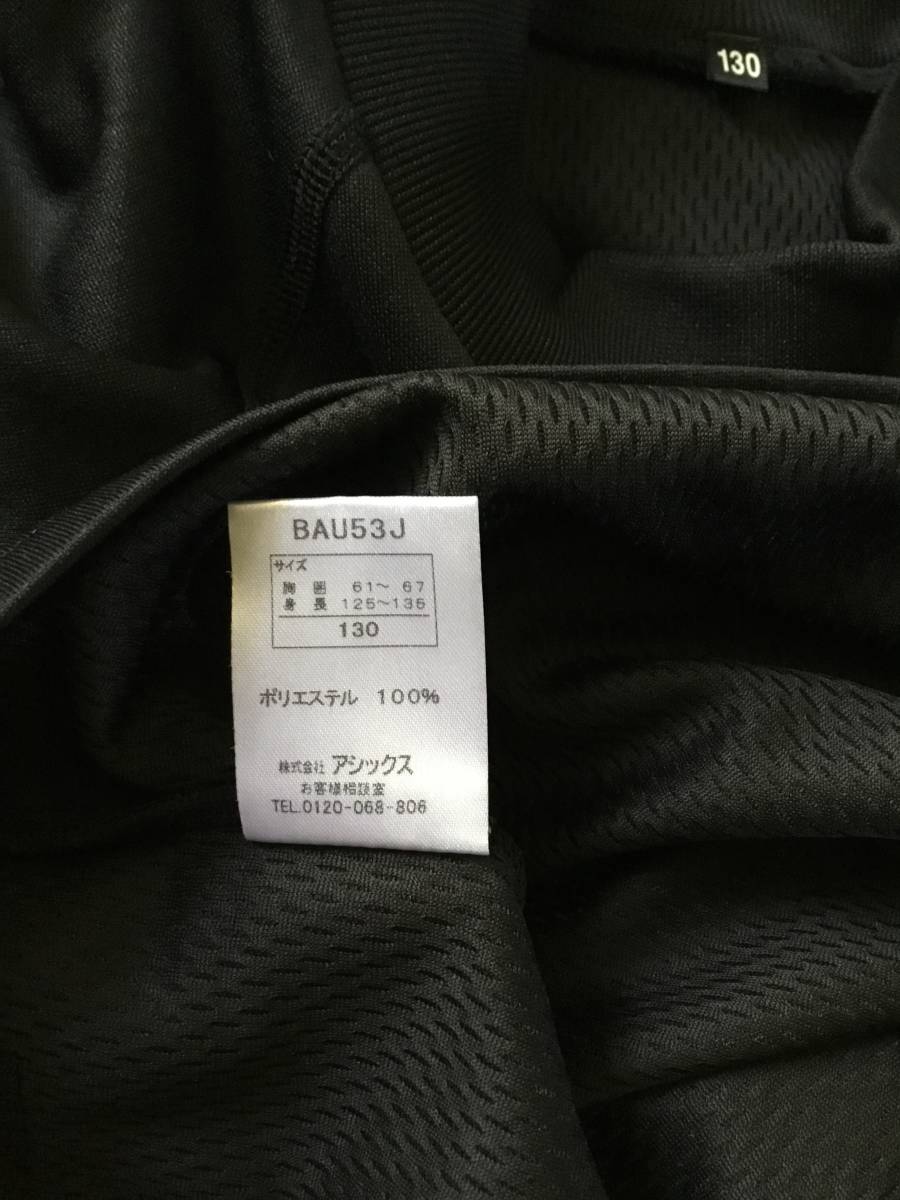 130
BAU53J
サイズ
胸囲 61〜 67
身長 125〜135
130
ポリエステル 100%
株式会社 アシックス
お客様相談室
TEL.0120-068-806